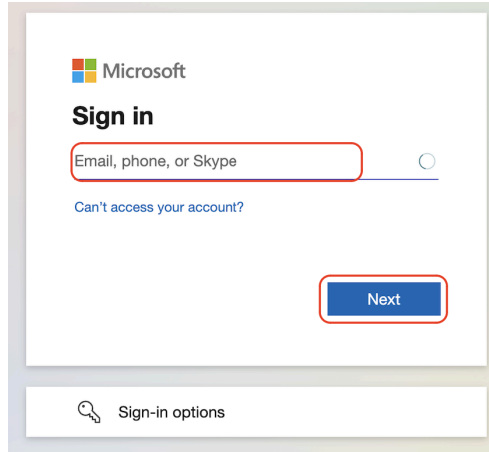 Microsoft
Sign in
Email, phone, or Skype
Can't access your account?
Next
Sign-in options